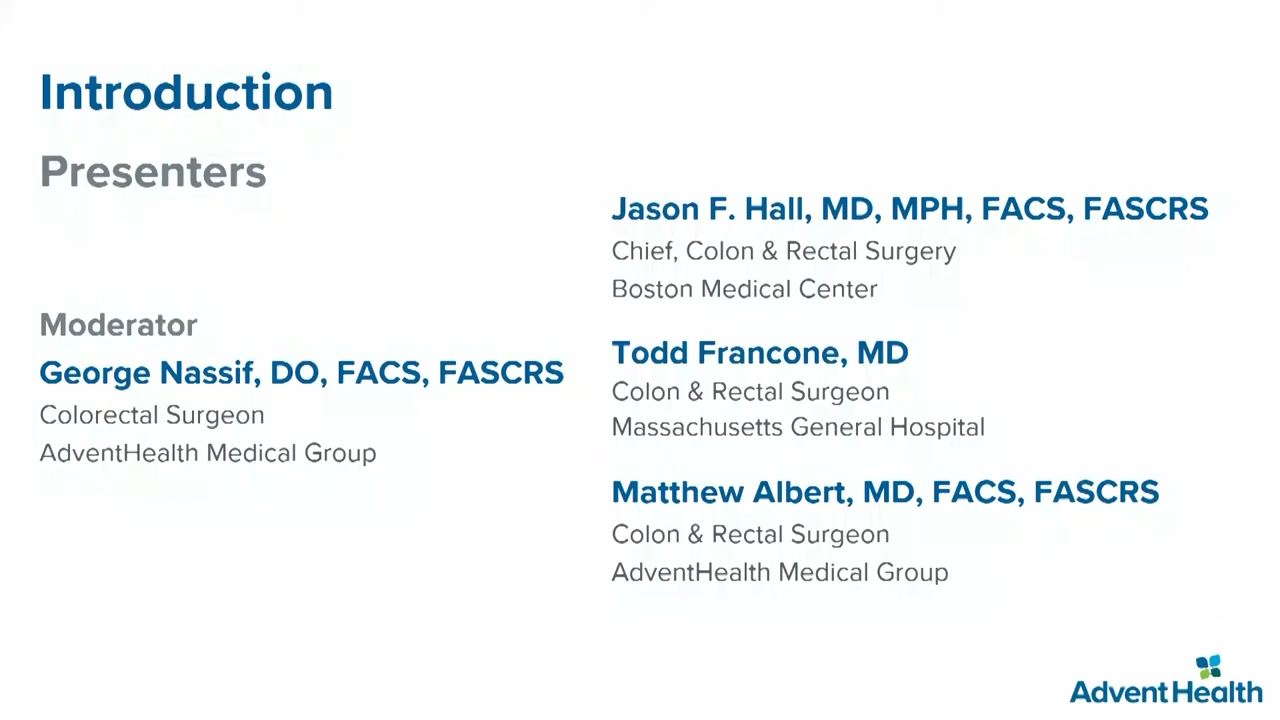 Introduction
Presenters
Moderator
George Nassif, DO, FACS, FASCRS
Colorectal Surgeon
AdventHealth Medical Group
Jason F. Hall, MD, MPH, FACS, FASCRS
Chief, Colon & Rectal Surgery
Boston Medical Center
Todd Francone, MD
Colon & Rectal Surgeon
Massachusetts General Hospital
Matthew Albert, MD, FACS, FASCRS
Colon & Rectal Surgeon
AdventHealth Medical Group
Advent Health